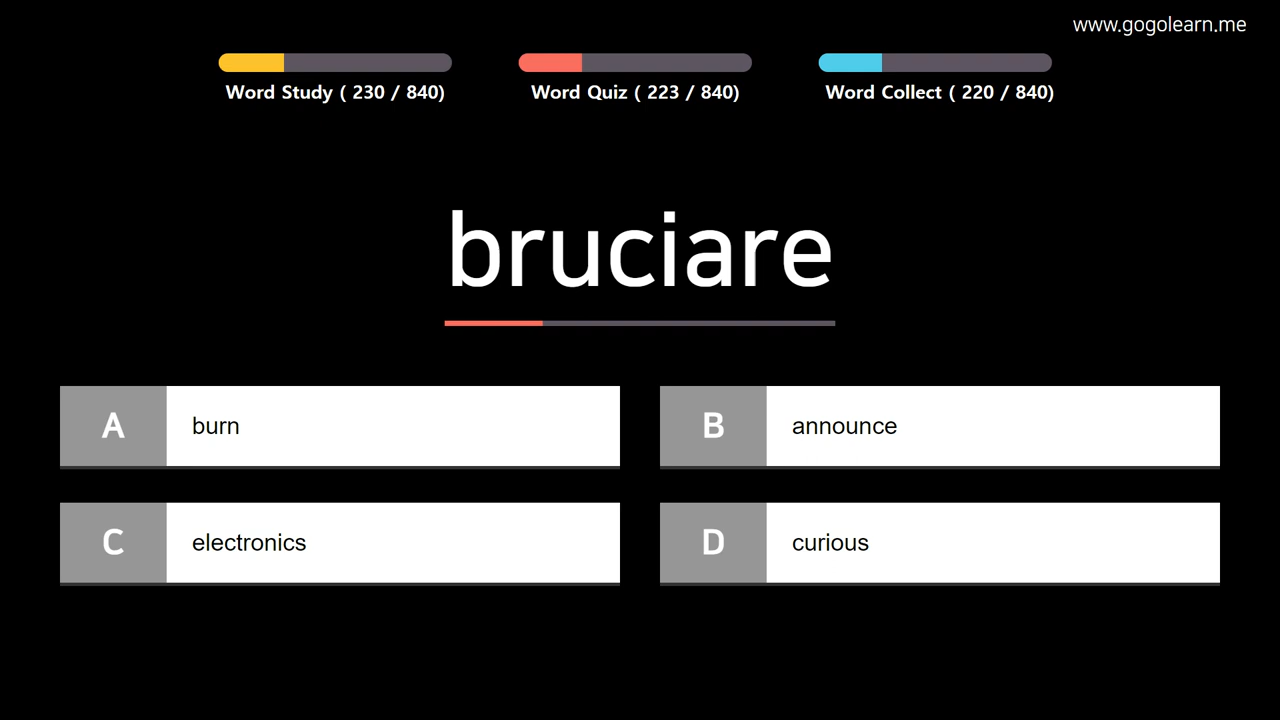 www.gogolearn.me
Word Study ( 230 / 840)
Word Quiz ( 223 / 840)
Word Collect ( 220 / 840)
bruciare
A burn
B announce
C electronics
D curious